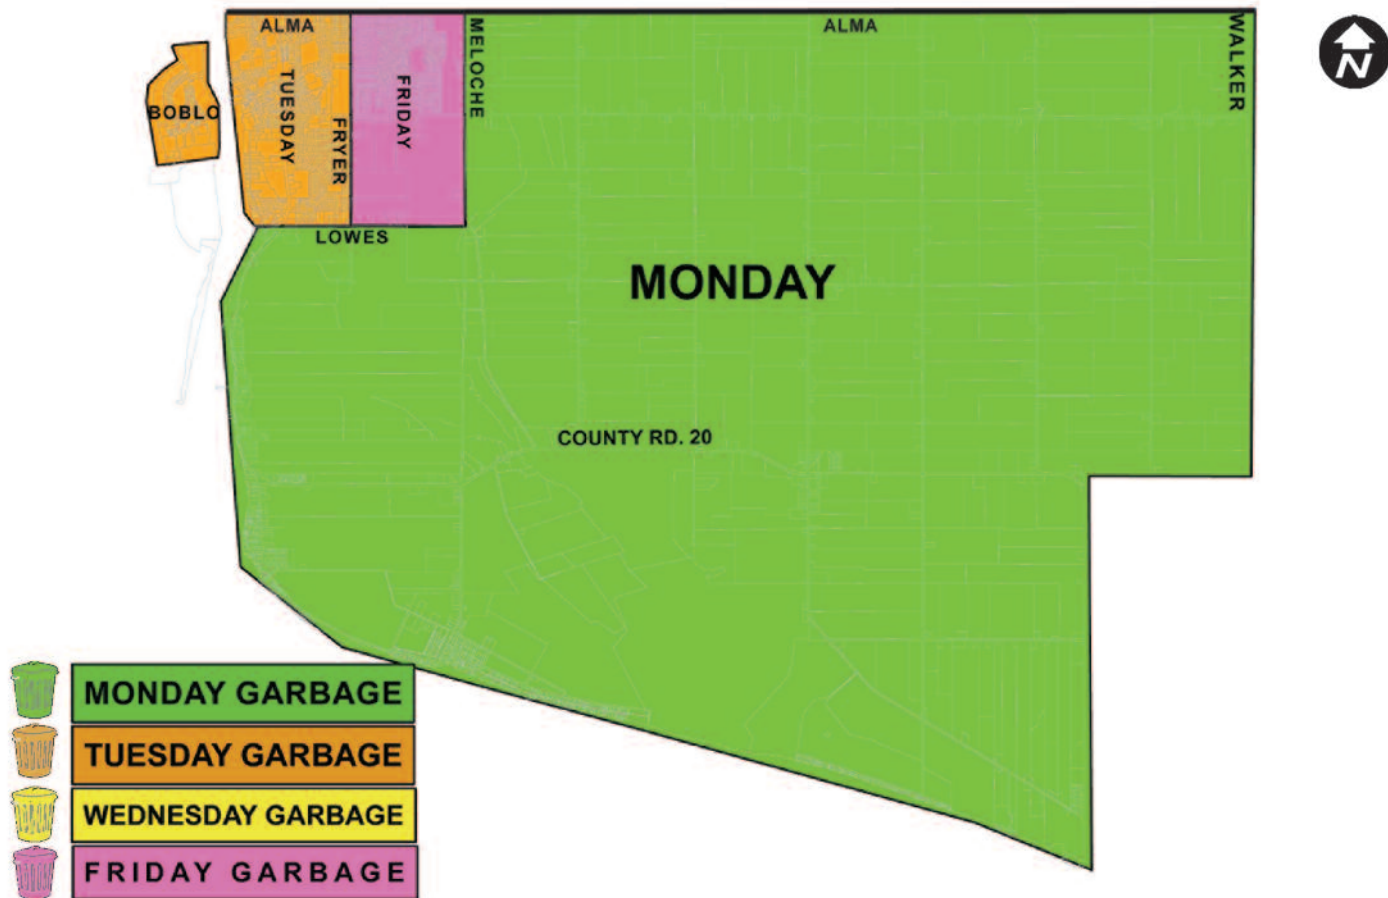 ALMA
ALMA
MELOCHE
WALKER
N
BOBLO
TUESDAY
FRYER
FRIDAY
LOWES
MONDAY
COUNTY RD. 20
MONDAY GARBAGE
TUESDAY GARBAGE
WEDNESDAY GARBAGE
FRIDAY GARBAGE